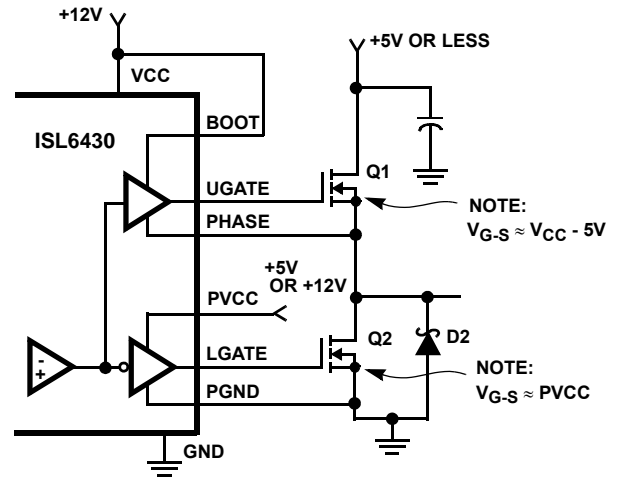 +12V
+5V OR LESS
VCC
BOOT
ISL6430
Q1
UGATE
NOTE:
VG-S ≈ VCC - 5V
PHASE
+5V
OR +12V
PVCC
Q2
D2
LGATE
- +
NOTE:
VG-S ≈ PVCC
PGND
GND